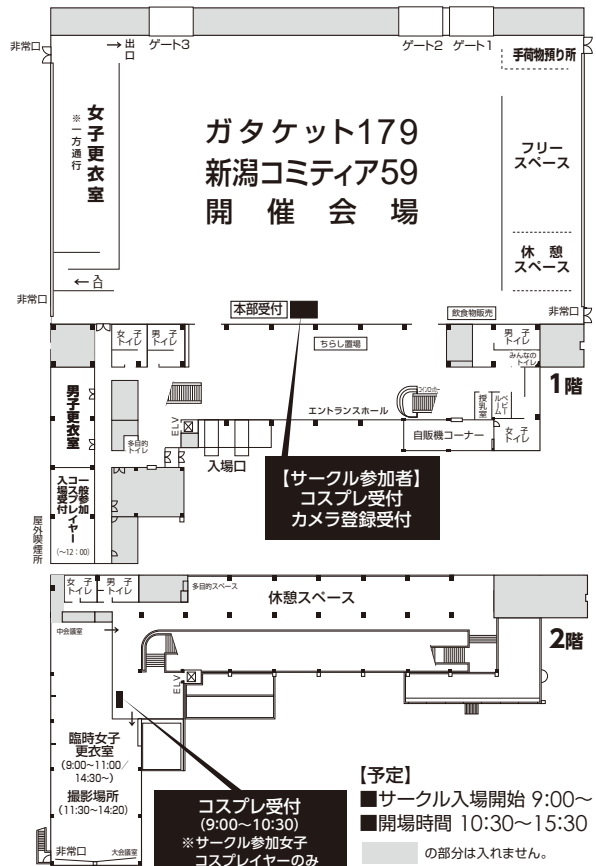 非常口
→出口
ゲート3
ゲート2
ゲート1
手荷物預り所
女子更衣室
※一方通行
ガタケット179
新潟コミティア59
開催会場
フリー
スペース
休憩
スペース
←入口
非常口
本部受付
飲食物販売
非常口
女子
トイレ
男子
トイレ
ちらし置場
男子
トイレ
みんなの
トイレ
1階
男子更衣室
多目的
トイレ
ELV
エントランスホール
コインロッカー
授乳室
ベビー
ルーム
自販機コーナー
女子
トイレ
入場口
【サークル参加者】
コスプレ受付
カメラ登録受付
一般参加
コスプレイヤー
入場受付
(〜12:00)
屋外喫煙所
女子
トイレ
男子
トイレ
多目的スペース
休憩スペース
2階
中会議室
→
ELV
↓
臨時女子
更衣室
(9:00〜11:00/
14:30〜)
撮影場所
(11:30〜14:20)
非常口
大会議室
コスプレ受付
(9:00〜10:30)
※サークル参加女子
コスプレイヤーのみ
【予定】
■サークル入場開始 9:00〜
■開場時間 10:30〜15:30
の部分は入れません。